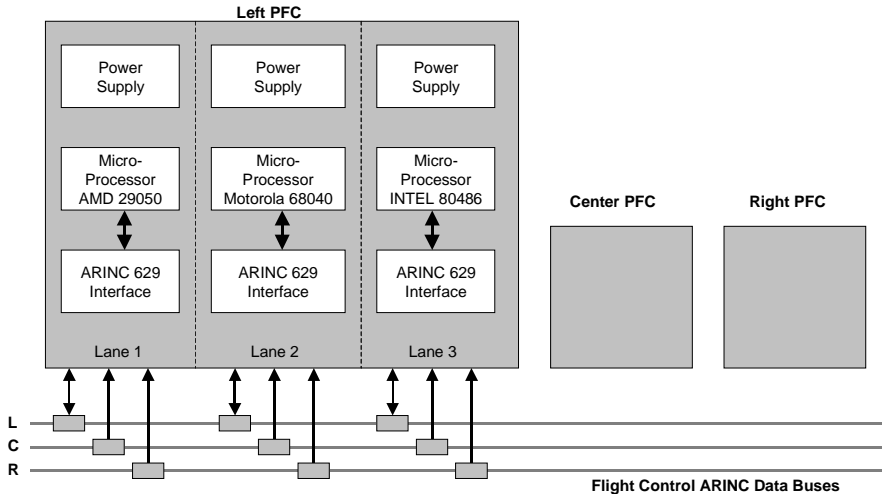 Left PFC
Power
Supply
Power
Supply
Power
Supply
Micro-
Processor
AMD 29050
Micro-
Processor
Motorola 68040
Micro-
Processor
INTEL 80486
Center PFC
Right PFC
ARINC 629
Interface
ARINC 629
Interface
ARINC 629
Interface
Lane 1
Lane 2
Lane 3
L
C
R
Flight Control ARINC Data Buses